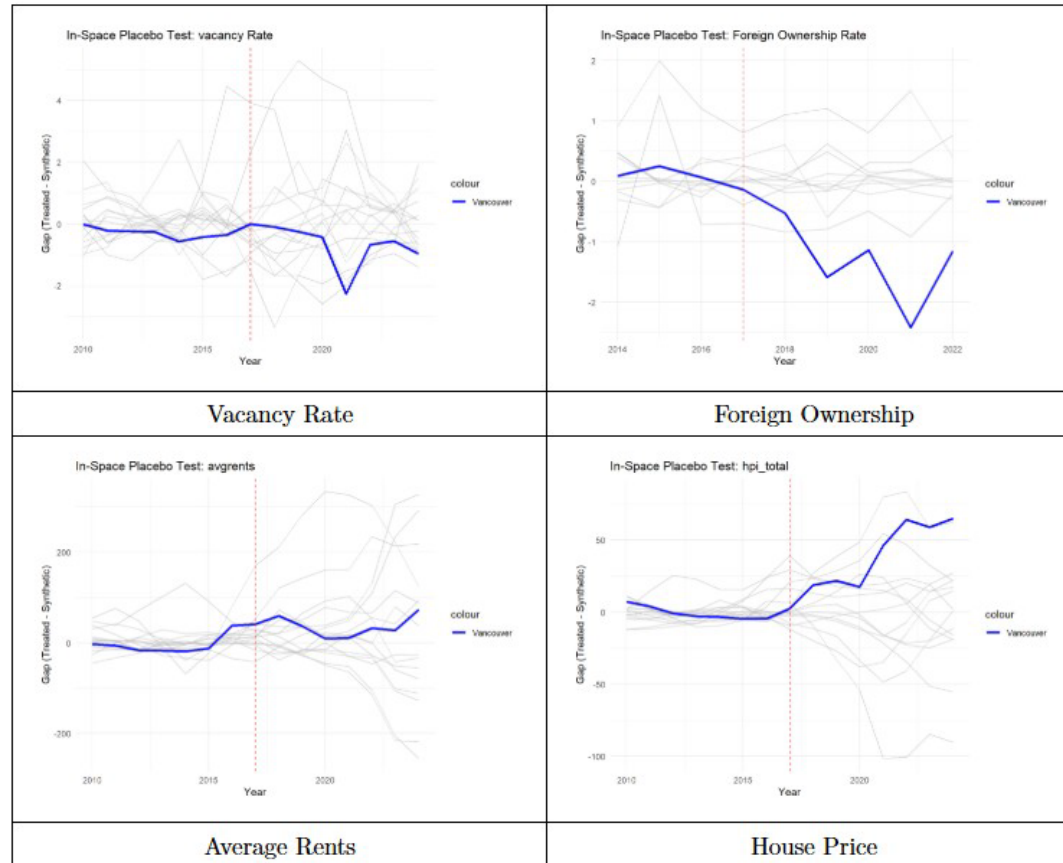 In-Space Placebo Test: vacancy Rate
Gap (Treated - Synthetic)
4
2
0
-2
2010
2015
2020
Year
colour
Vancouver
In-Space Placebo Test: Foreign Ownership Rate
Gap (Treated - Synthetic)
2
1
0
-1
-2
2014
2016
2018
2020
2022
Year
colour
Vancouver
Vacancy Rate
Foreign Ownership
In-Space Placebo Test: avgrents
Gap (Treated - Synthetic)
200
0
-200
2010
2015
2020
Year
colour
Vancouver
In-Space Placebo Test: hpi_total
Gap (Treated - Synthetic)
50
0
-50
-100
2010
2015
2020
Year
colour
Vancouver
Average Rents
House Price